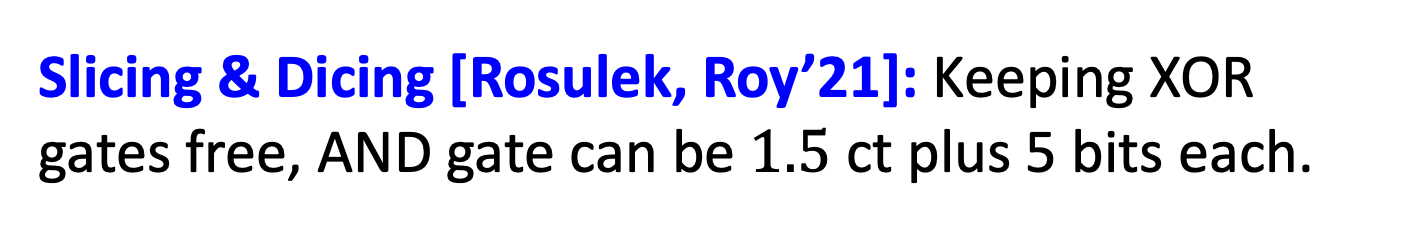 Slicing & Dicing [Rosulek, Roy’21]: Keeping XOR
gates free, AND gate can be 1.5 ct plus 5 bits each.